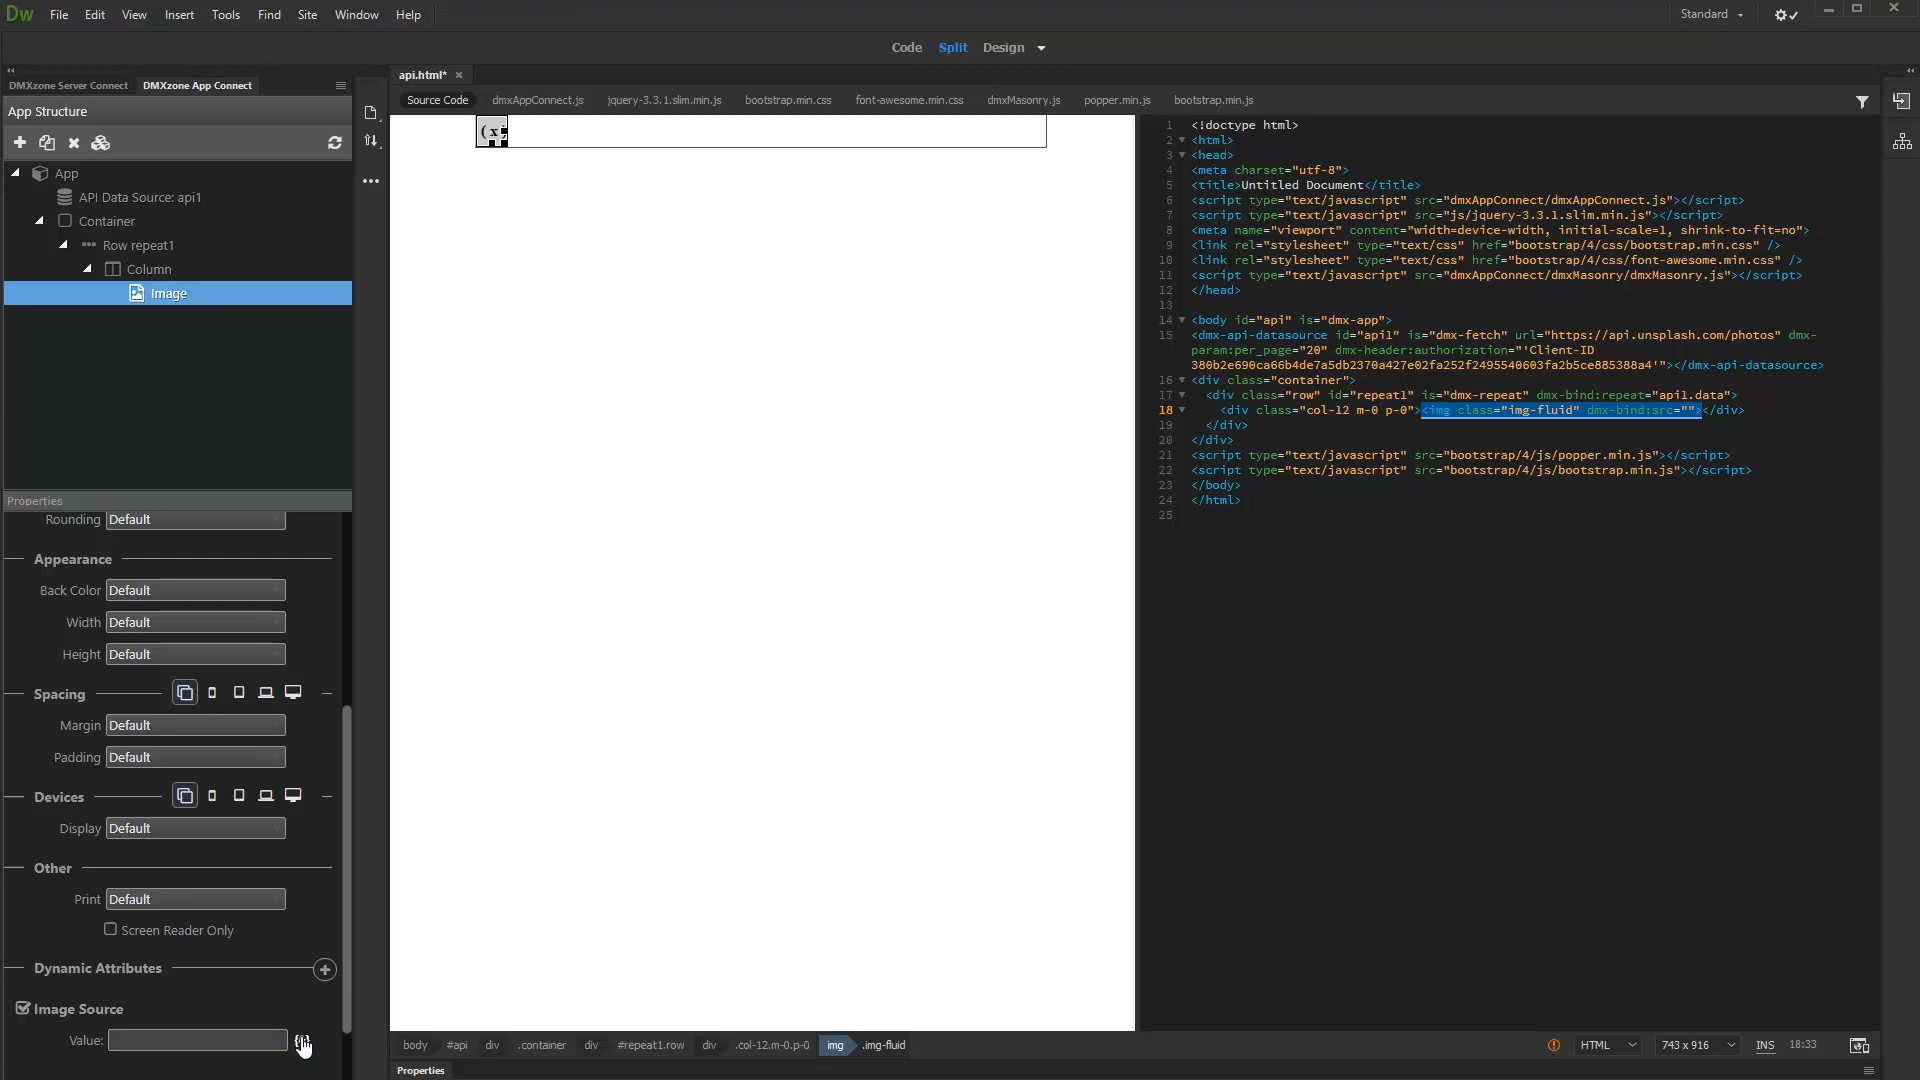 Dw File Edit View Insert Tools Find Site Window Help Standard
Code Split Design
DMXzone Server Connect DMXzone App Connect
api.html*
App Structure
Source Code dmxAppConnect.js jquery-3.3.1.slim.min.js bootstrap.min.css font-awesome.min.css dmxMasonry.js popper.min.js bootstrap.min.js
App
API Data Source: api1
Container
Row repeat1
Column
Image
Properties
Rounding Default
Appearance
Back Color Default
Width Default
Height Default
Spacing
Margin Default
Padding Default
Devices
Display Default
Other
Print Default
Screen Reader Only
Dynamic Attributes
Image Source
Value:
1 <!doctype html>
2 <html>
3 <head>
4 <meta charset="utf-8">
5 <title>Untitled Document</title>
6 <script type="text/javascript" src="dmxAppConnect/dmxAppConnect.js"></script>
7 <script type="text/javascript" src="js/jquery-3.3.1.slim.min.js"></script>
8 <meta name="viewport" content="width=device-width, initial-scale=1, shrink-to-fit=no">
9 <link rel="stylesheet" type="text/css" href="bootstrap/4/css/bootstrap.min.css" />
10 <link rel="stylesheet" type="text/css" href="bootstrap/4/css/font-awesome.min.css" />
11 <script type="text/javascript" src="dmxAppConnect/dmxMasonry/dmxMasonry.js"></script>
12 </head>
13
14 <body id="api" is="dmx-app">
15 <dmx-api-datasource id="api1" is="dmx-fetch" url="https://api.unsplash.com/photos" dmx-
param:per_page="20" dmx-header:authorization="'Client-ID
380b2e690ca66b4de7a5db2370a427e02fa252f2495540603fa2b5ce885388a4'"></dmx-api-datasource>
16 <div class="container">
17 <div class="row" id="repeat1" is="dmx-repeat" dmx-bind:repeat="api1.data">
18 <div class="col-12 m-0 p-0"><img class="img-fluid" dmx-bind:src=""></div>
19 </div>
20 </div>
21 <script type="text/javascript" src="bootstrap/4/js/popper.min.js"></script>
22 <script type="text/javascript" src="bootstrap/4/js/bootstrap.min.js"></script>
23 </body>
24 </html>
25
body #api div .container div #repeat1.row div .col-12.m-0.p-0 img .img-fluid HTML 743 x 916 INS 18:33
Properties